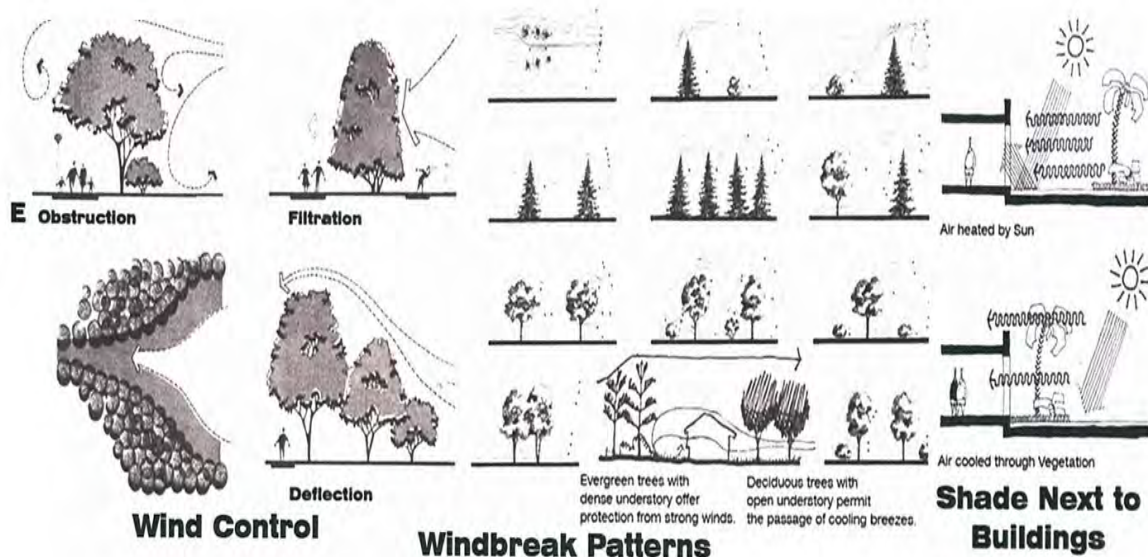 E Obstruction
Filtration
Deflection
Wind Control
Evergreen trees with
dense understory offer
protection from strong winds.
Deciduous trees with
open understory permit
the passage of cooling breezes.
Windbreak Patterns
Air heated by Sun
Air cooled through Vegetation
Shade Next to
Buildings